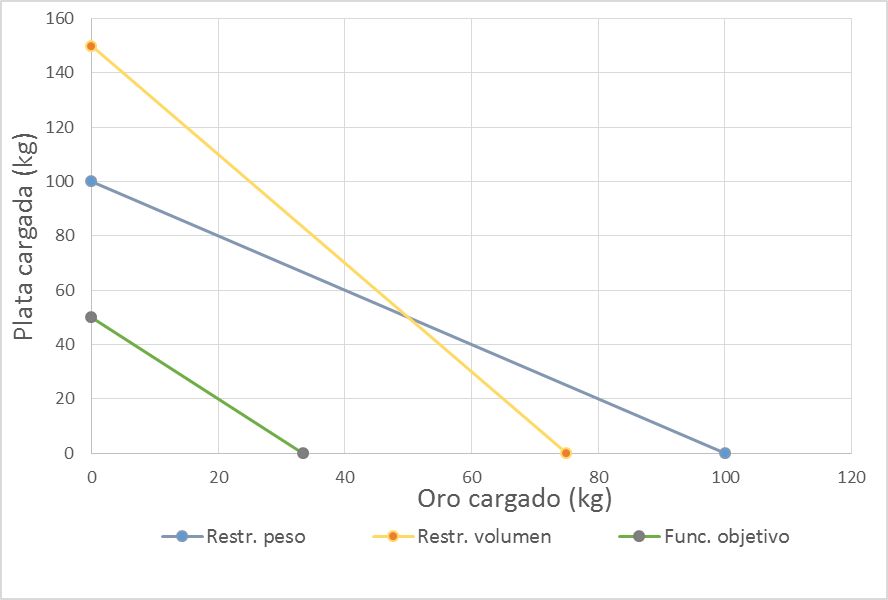 160
140
120
100
80
60
40
20
0
Plata cargada (kg)
0 20 40 60 80 100 120
Oro cargado (kg)
Restr. peso Restr. volumen Func. objetivo